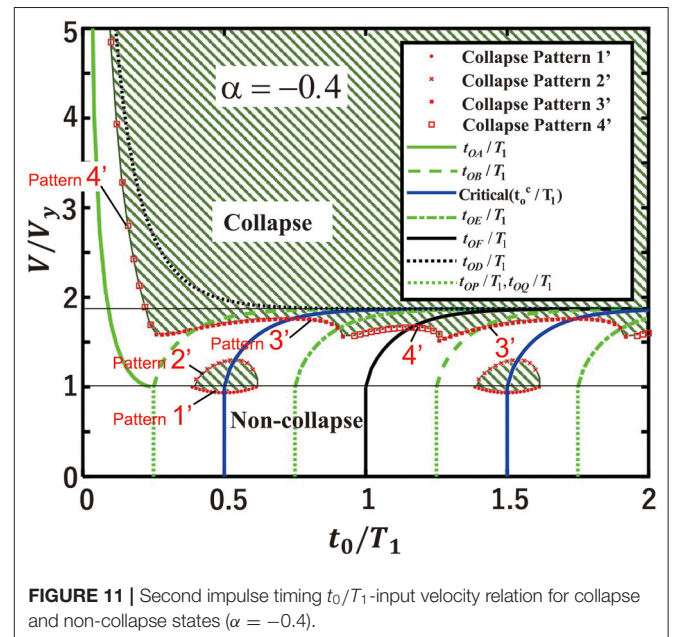 5
4
3
2
1
0
V/V_y
α = −0.4
Collapse Pattern 1'
Collapse Pattern 2'
Collapse Pattern 3'
Collapse Pattern 4'
t_OA / T_1
t_OB / T_1
Critical(t_o^c / T_1)
t_OE / T_1
t_OF / T_1
t_OD / T_1
t_OP / T_1, t_OQ / T_1
Pattern 4'
Collapse
Pattern 2'
Pattern 3'
4'
3'
Pattern 1'
Non-collapse
0 0.5 1 1.5 2
t_0/T_1
FIGURE 11 | Second impulse timing t_0/T_1-input velocity relation for collapse
and non-collapse states (α = −0.4).